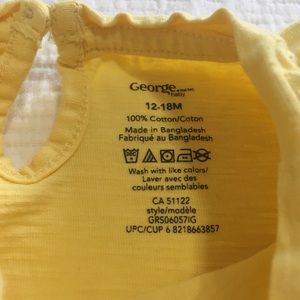 George
baby
12-18M
100% Cotton/Coton
Made in Bangladesh
Fabriqué au Bangladesh
Wash with like colors/
Laver avec des
couleurs semblables
CA 51122
style/modèle
GRS06057IG
UPC/CUP 6 8218663857